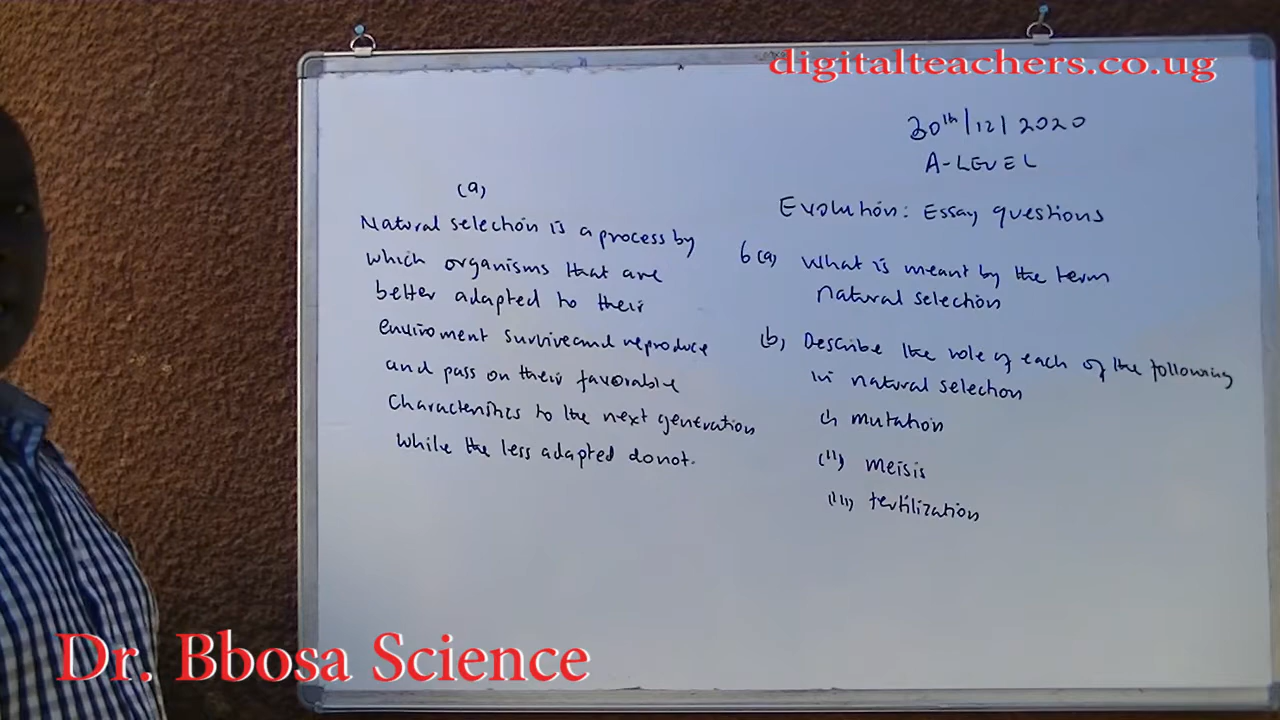 digitalteachers.co.ug
30th/12/2020
A-LEVEL
Evolution: Essay questions
6 (a) What is meant by the term
natural selection
(b) Describe the role of each of the following
in natural selection
(i) mutation
(ii) meisis
(iii) fertilization
(a)
Natural selection is a process by
which organisms that are
better adapted to their
enviroment survive and reproduce
and pass on their favorable
characteristics to the next generation
while the less adapted donot.
Dr. Bbosa Science